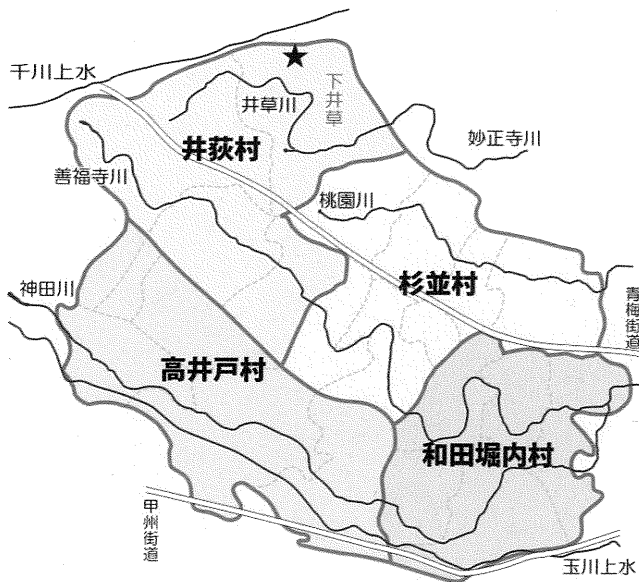 千川上水
★
下井草
井草川
妙正寺川
井荻村
善福寺川
桃園川
杉並村
神田川
青梅街道
高井戸村
和田堀内村
甲州街道
玉川上水